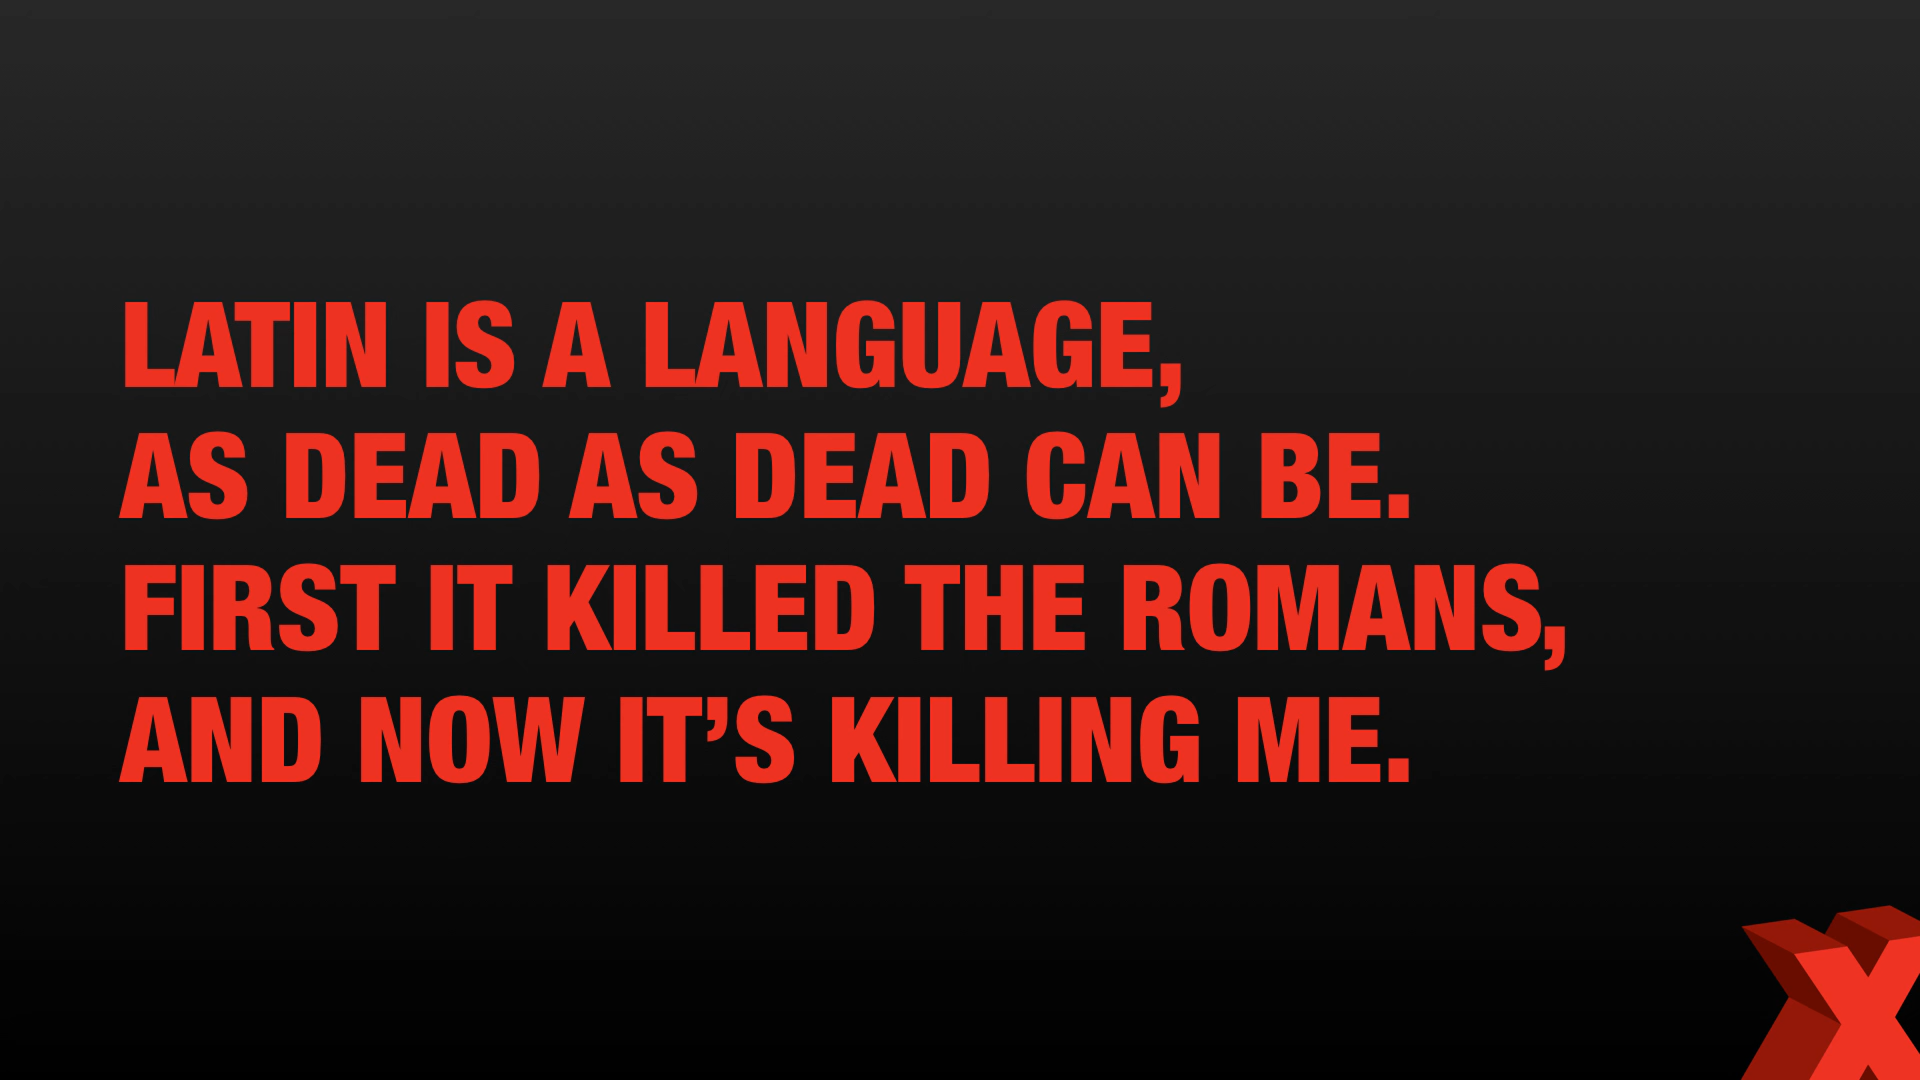 LATIN IS A LANGUAGE,
AS DEAD AS DEAD CAN BE.
FIRST IT KILLED THE ROMANS,
AND NOW IT’S KILLING ME.
X